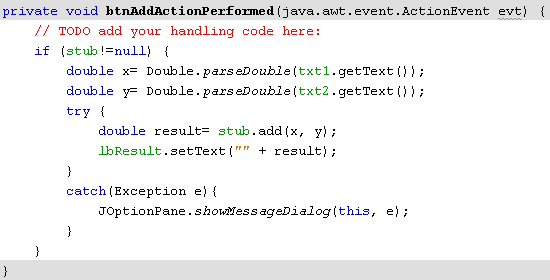 private void btnAddActionPerformed(java.awt.event.ActionEvent evt) {
// TODO add your handling code here:
if (stub!=null) {
double x= Double.parseDouble(txt1.getText());
double y= Double.parseDouble(txt2.getText());
try {
double result= stub.add(x, y);
lbResult.setText("" + result);
}
catch(Exception e){
JOptionPane.showMessageDialog(this, e);
}
}
}